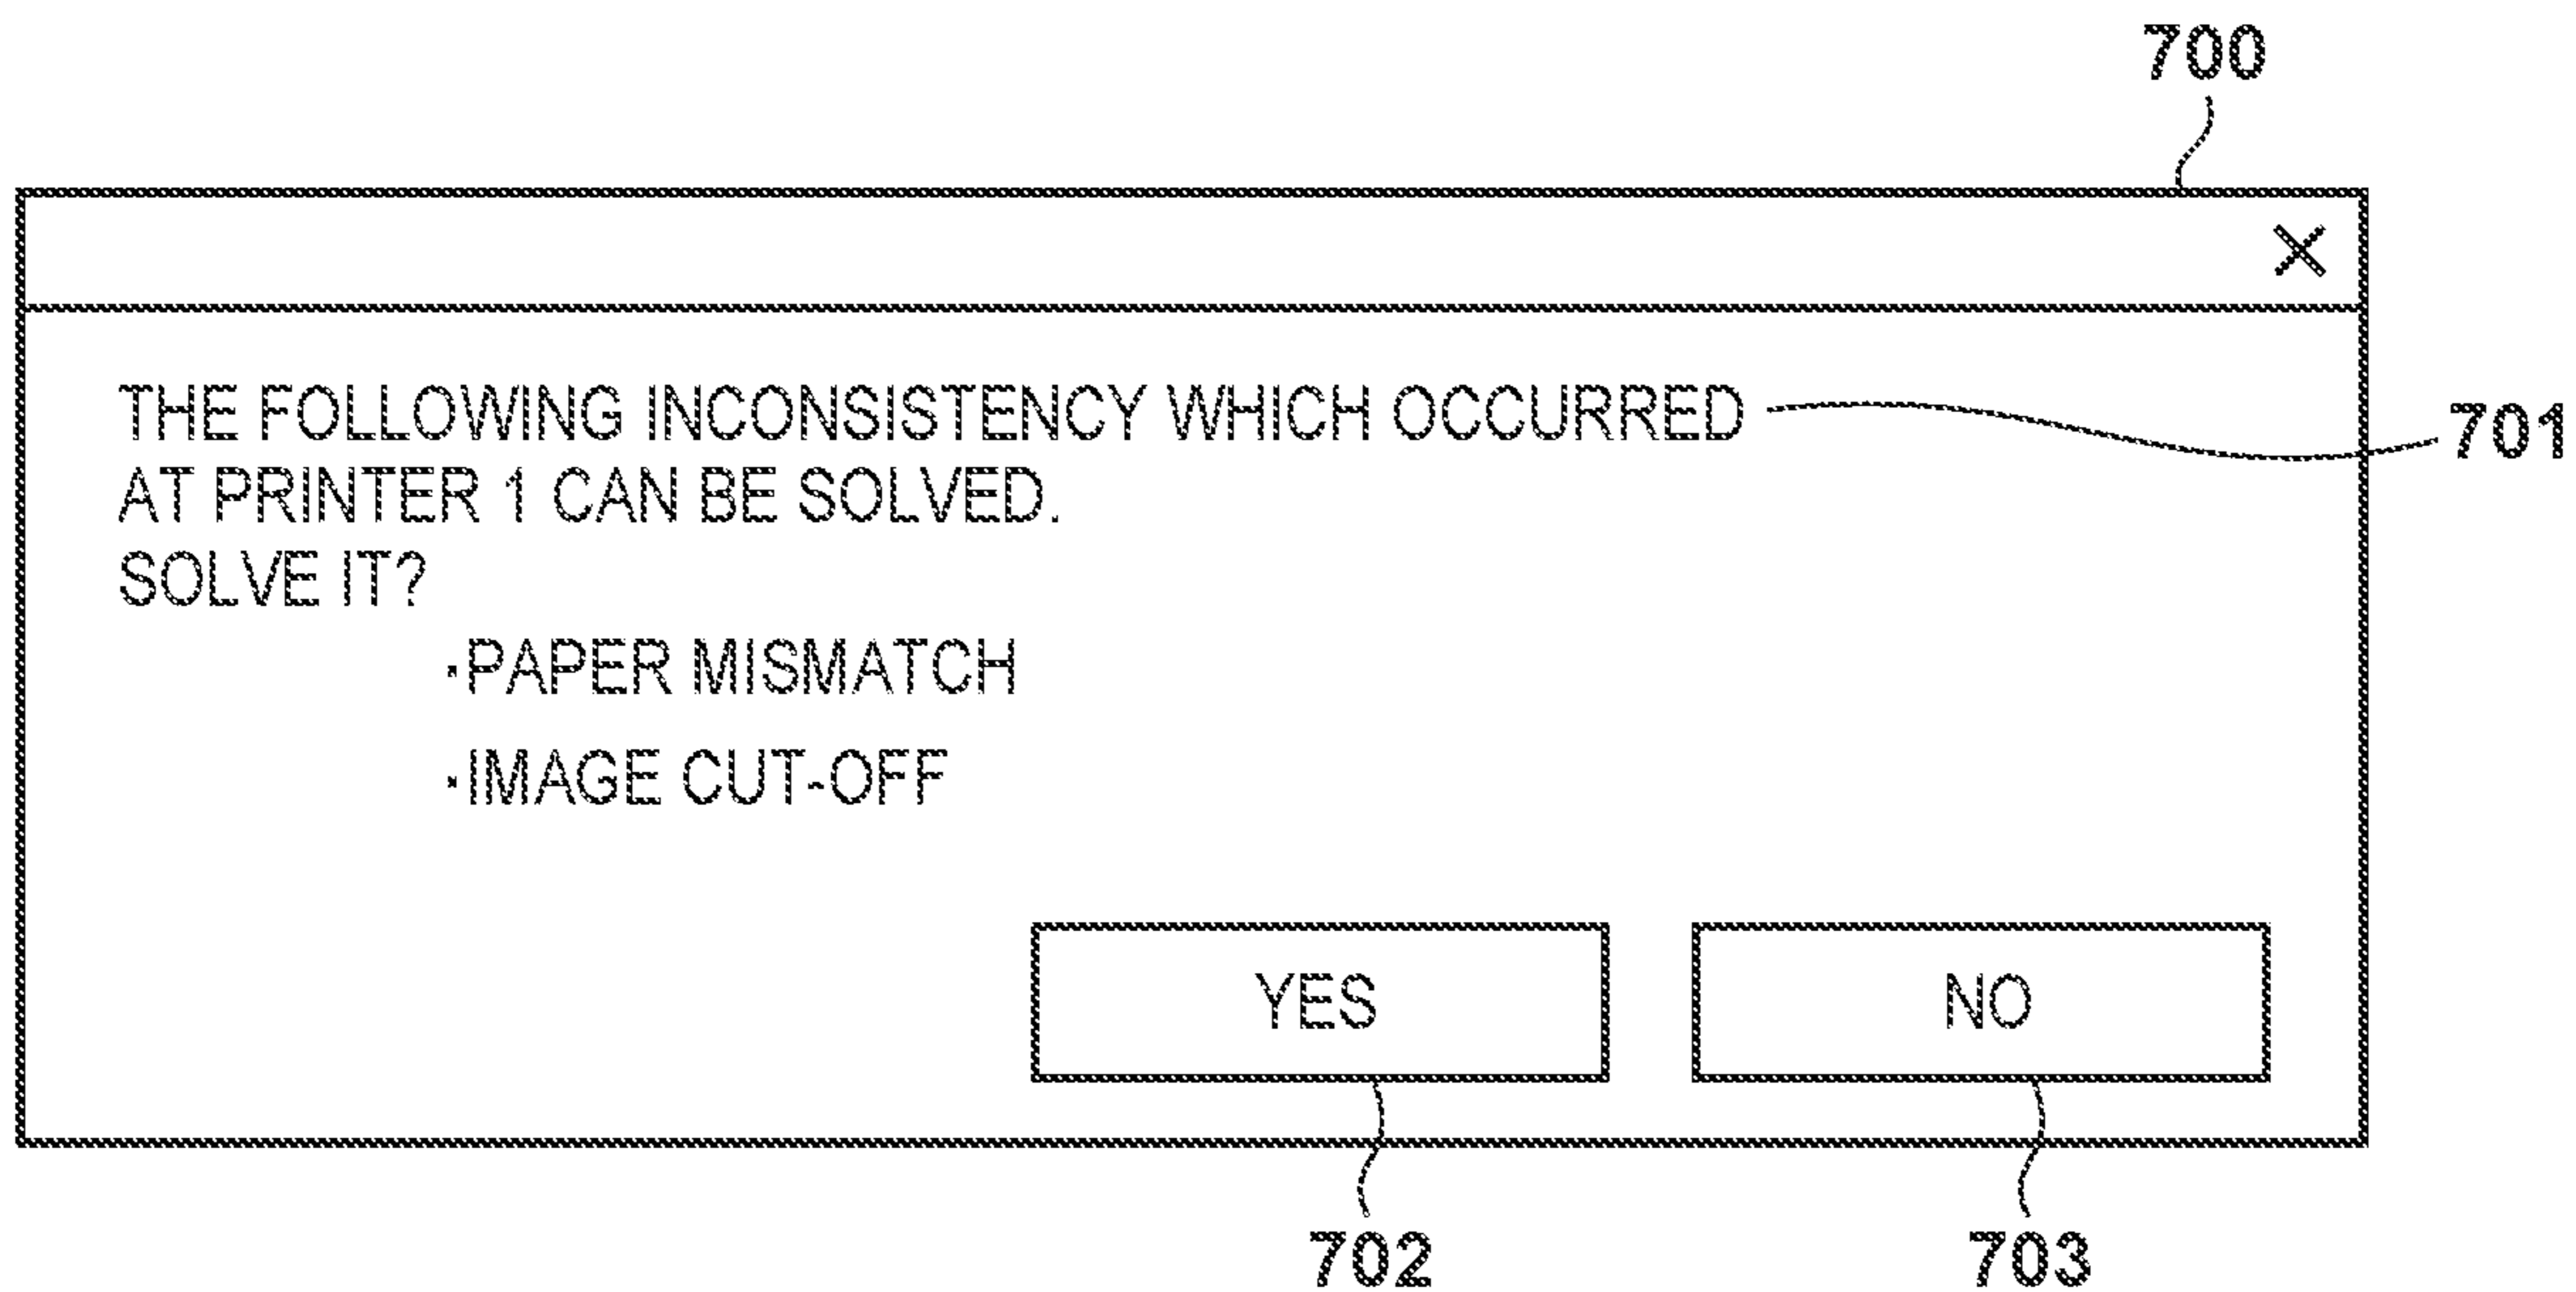 700
×
THE FOLLOWING INCONSISTENCY WHICH OCCURRED
701
AT PRINTER 1 CAN BE SOLVED.
SOLVE IT?
·PAPER MISMATCH
·IMAGE CUT-OFF
YES
NO
702
703